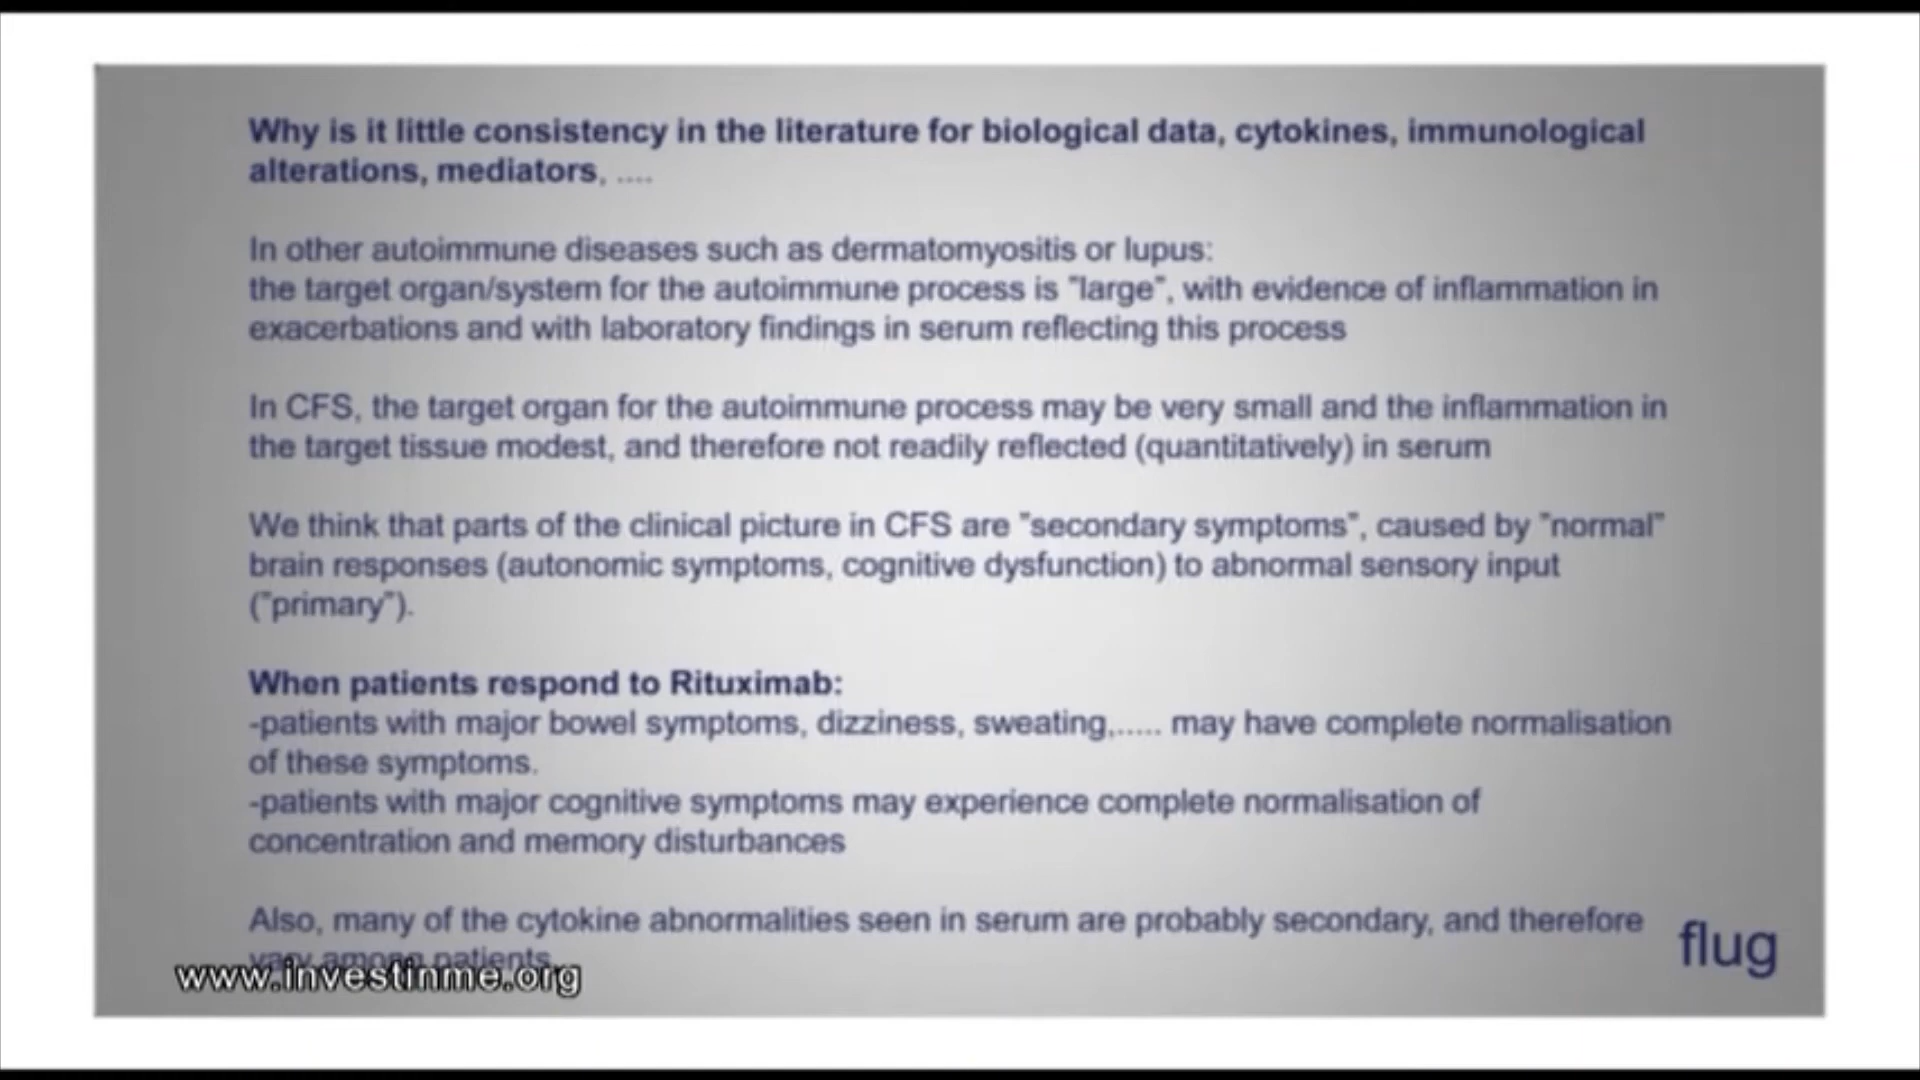 Why is it little consistency in the literature for biological data, cytokines, immunological
alterations, mediators, ....
In other autoimmune diseases such as dermatomyositis or lupus:
the target organ/system for the autoimmune process is "large", with evidence of inflammation in
exacerbations and with laboratory findings in serum reflecting this process
In CFS, the target organ for the autoimmune process may be very small and the inflammation in
the target tissue modest, and therefore not readily reflected (quantitatively) in serum
We think that parts of the clinical picture in CFS are "secondary symptoms", caused by "normal"
brain responses (autonomic symptoms, cognitive dysfunction) to abnormal sensory input
("primary").
When patients respond to Rituximab:
-patients with major bowel symptoms, dizziness, sweating,..... may have complete normalisation
of these symptoms.
-patients with major cognitive symptoms may experience complete normalisation of
concentration and memory disturbances
Also, many of the cytokine abnormalities seen in serum are probably secondary, and therefore
vary among patients
www.investinme.org
flug